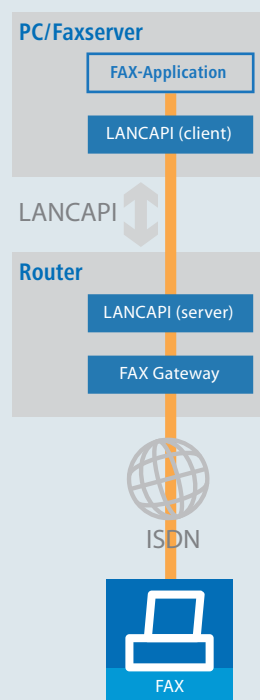 PC/Faxserver
FAX-Application
LANCAPI (client)
LANCAPI
Router
LANCAPI (server)
FAX Gateway
ISDN
FAX